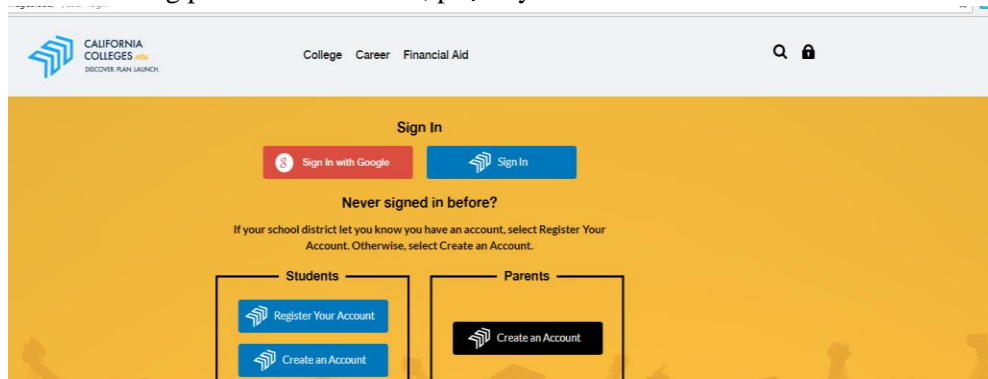 CALIFORNIA
COLLEGES.edu
DISCOVER. PLAN. LAUNCH.
College Career Financial Aid
Sign In
8 Sign In with Google
Sign In
Never signed in before?
If your school district let you know you have an account, select Register Your
Account. Otherwise, select Create an Account.
Students
Register Your Account
Create an Account
Parents
Create an Account